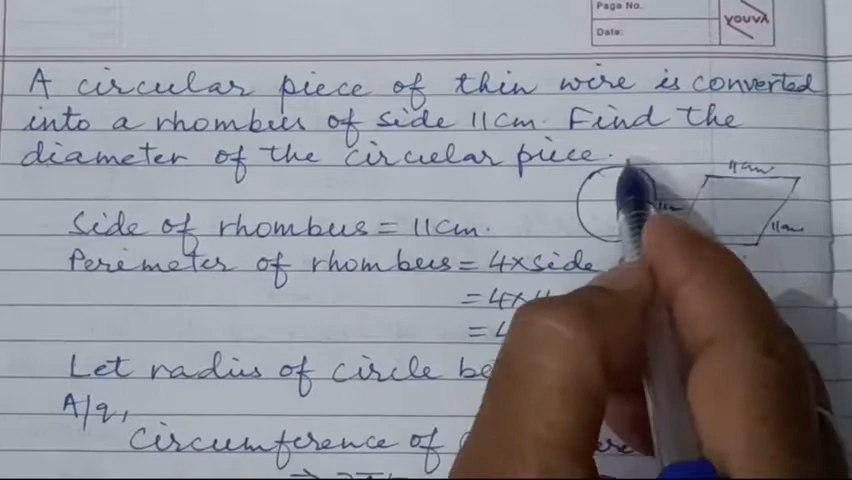 Page No.
Date:
youva
A circular piece of thin wire is converted
into a rhombus of side 11cm. Find the
diameter of the circular piece.
11cm
11cm
Side of rhombus = 11cm.
Perimeter of rhombus = 4×side
= 4×
= 4
Let radius of circle be
A/q,
Circumference of